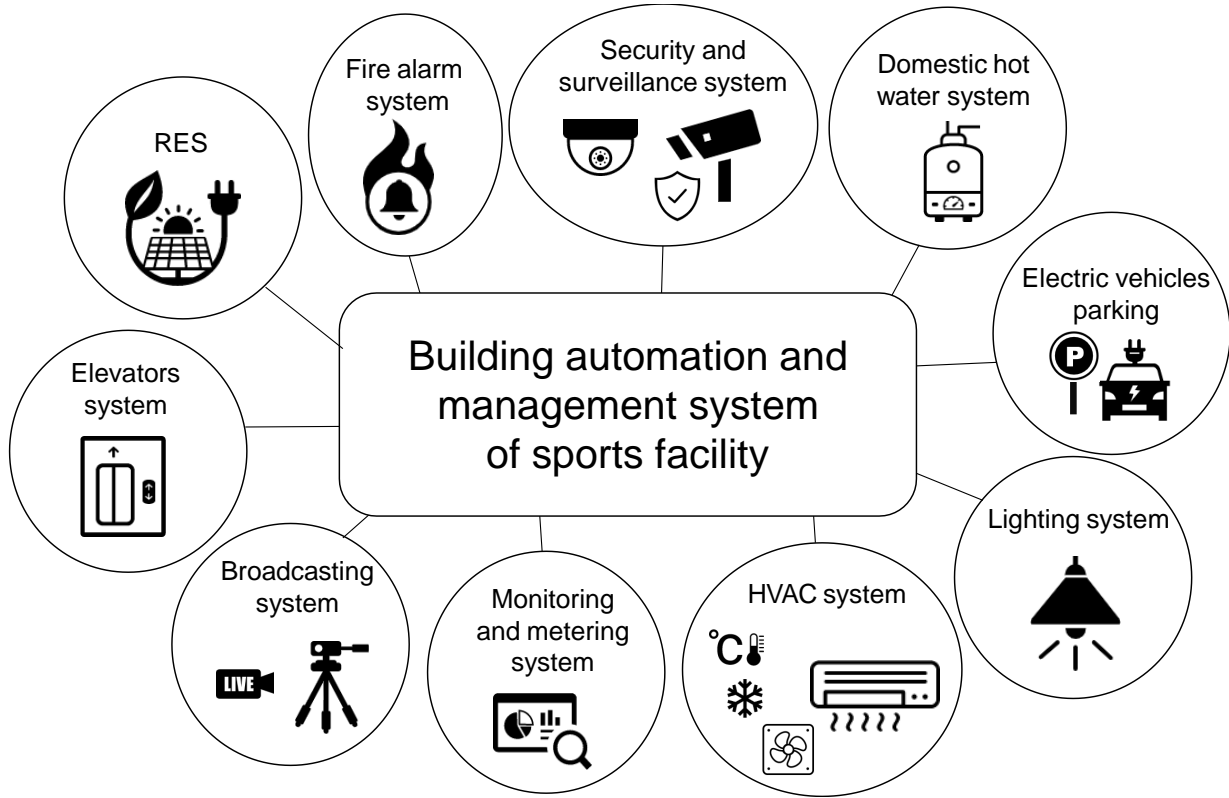 Fire alarm
system
Security and
surveillance system
Domestic hot
water system
RES
Electric vehicles
parking
P
Building automation and
management system
of sports facility
Elevators
system
Lighting system
Broadcasting
system
LIVE
Monitoring
and metering
system
HVAC system
°C